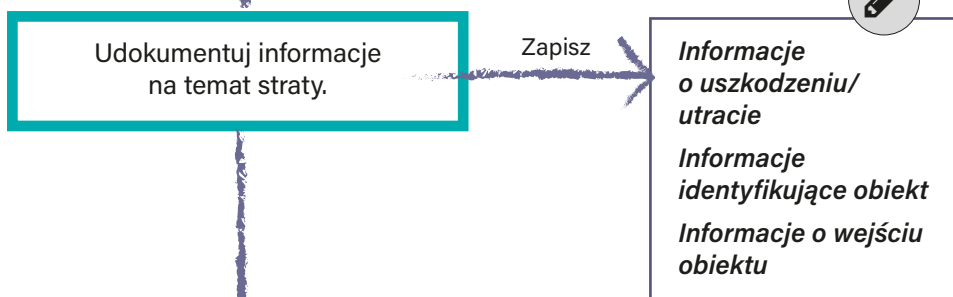 Udokumentuj informacje
na temat straty.
Zapisz
Informacje
o uszkodzeniu/
utracie
Informacje
identyfikujące obiekt
Informacje o wejściu
obiektu